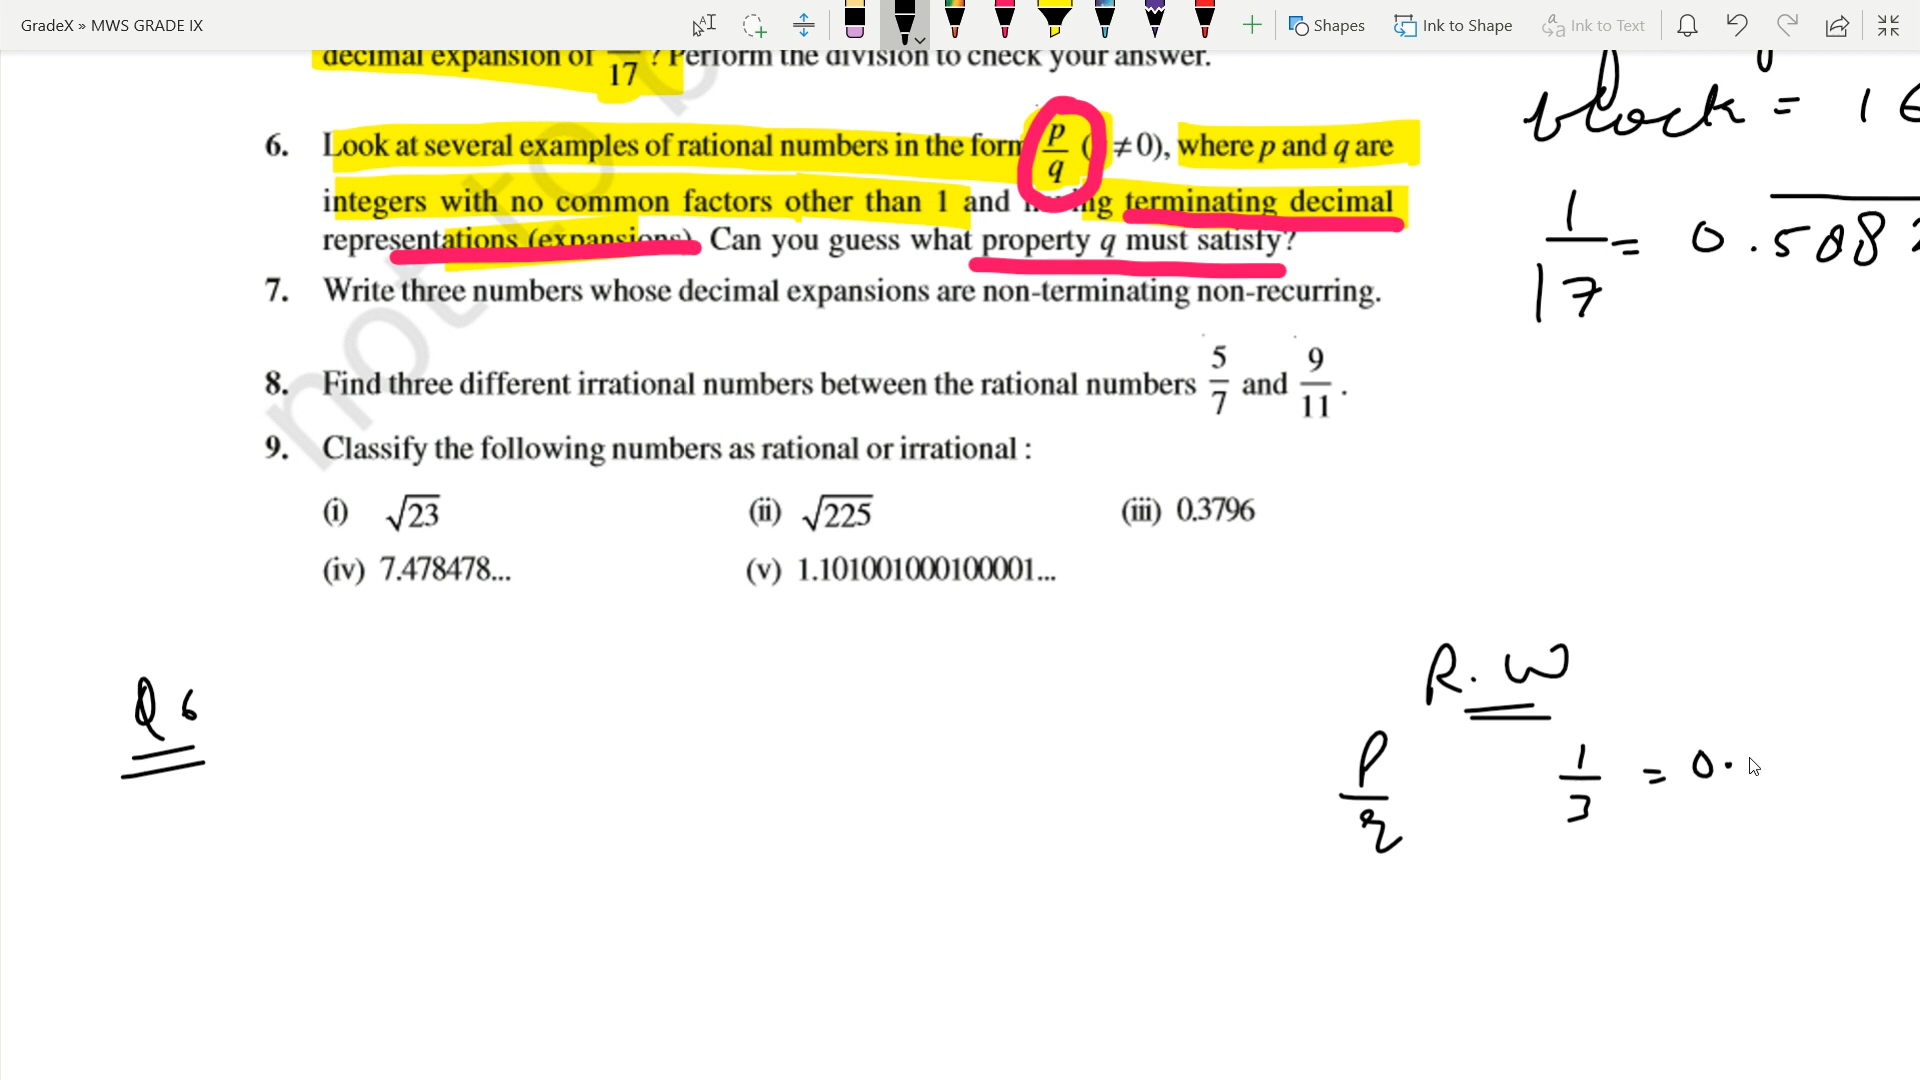 GradeX » MWS GRADE IX
Shapes Ink to Shape Ink to Text
decimal expansion of 17 ? Perform the division to check your answer.
6. Look at several examples of rational numbers in the form p/q ( ≠ 0), where p and q are
integers with no common factors other than 1 and terminating decimal
representations (expansions). Can you guess what property q must satisfy?
7. Write three numbers whose decimal expansions are non-terminating non-recurring.
8. Find three different irrational numbers between the rational numbers 5/7 and 9/11 .
9. Classify the following numbers as rational or irrational :
(i) √23 (ii) √225 (iii) 0.3796
(iv) 7.478478... (v) 1.101001000100001...
block = 16
1/17 = 0.5082
not to b
Q 6
R. W
p/q 1/3 = 0.